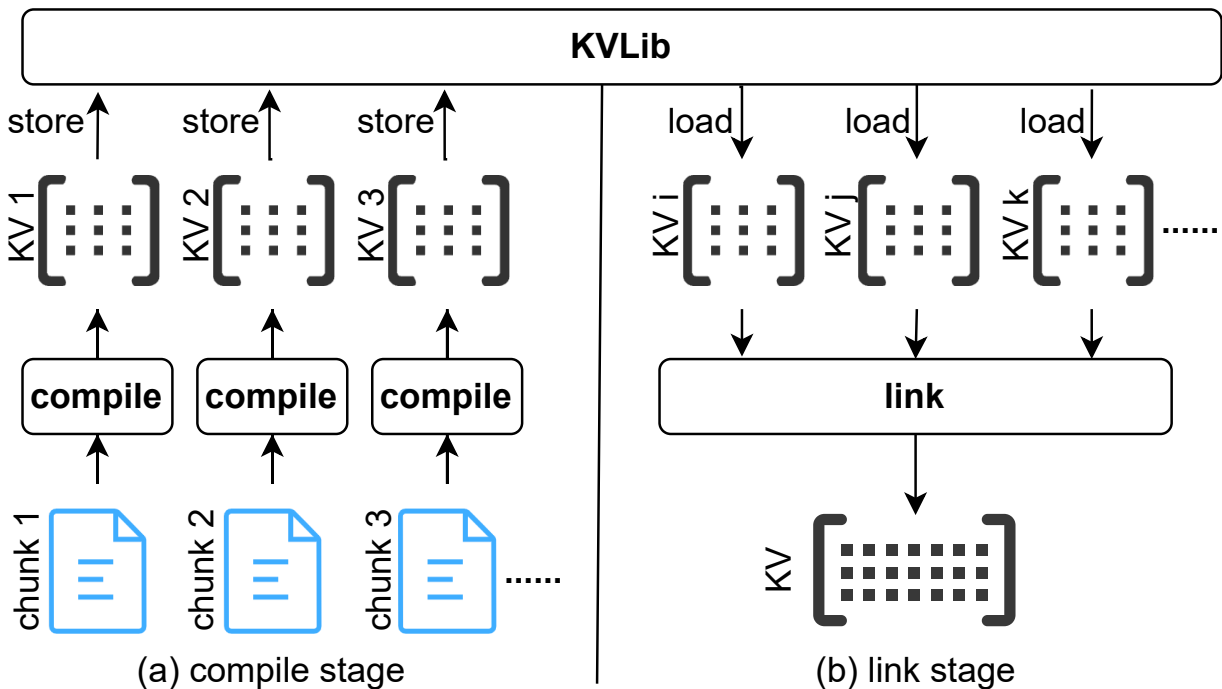 KVLib
store
store
store
KV 1
KV 2
KV 3
compile
compile
compile
chunk 1
chunk 2
chunk 3
......
(a) compile stage
load
load
load
KV i
KV j
KV k
......
link
KV
(b) link stage